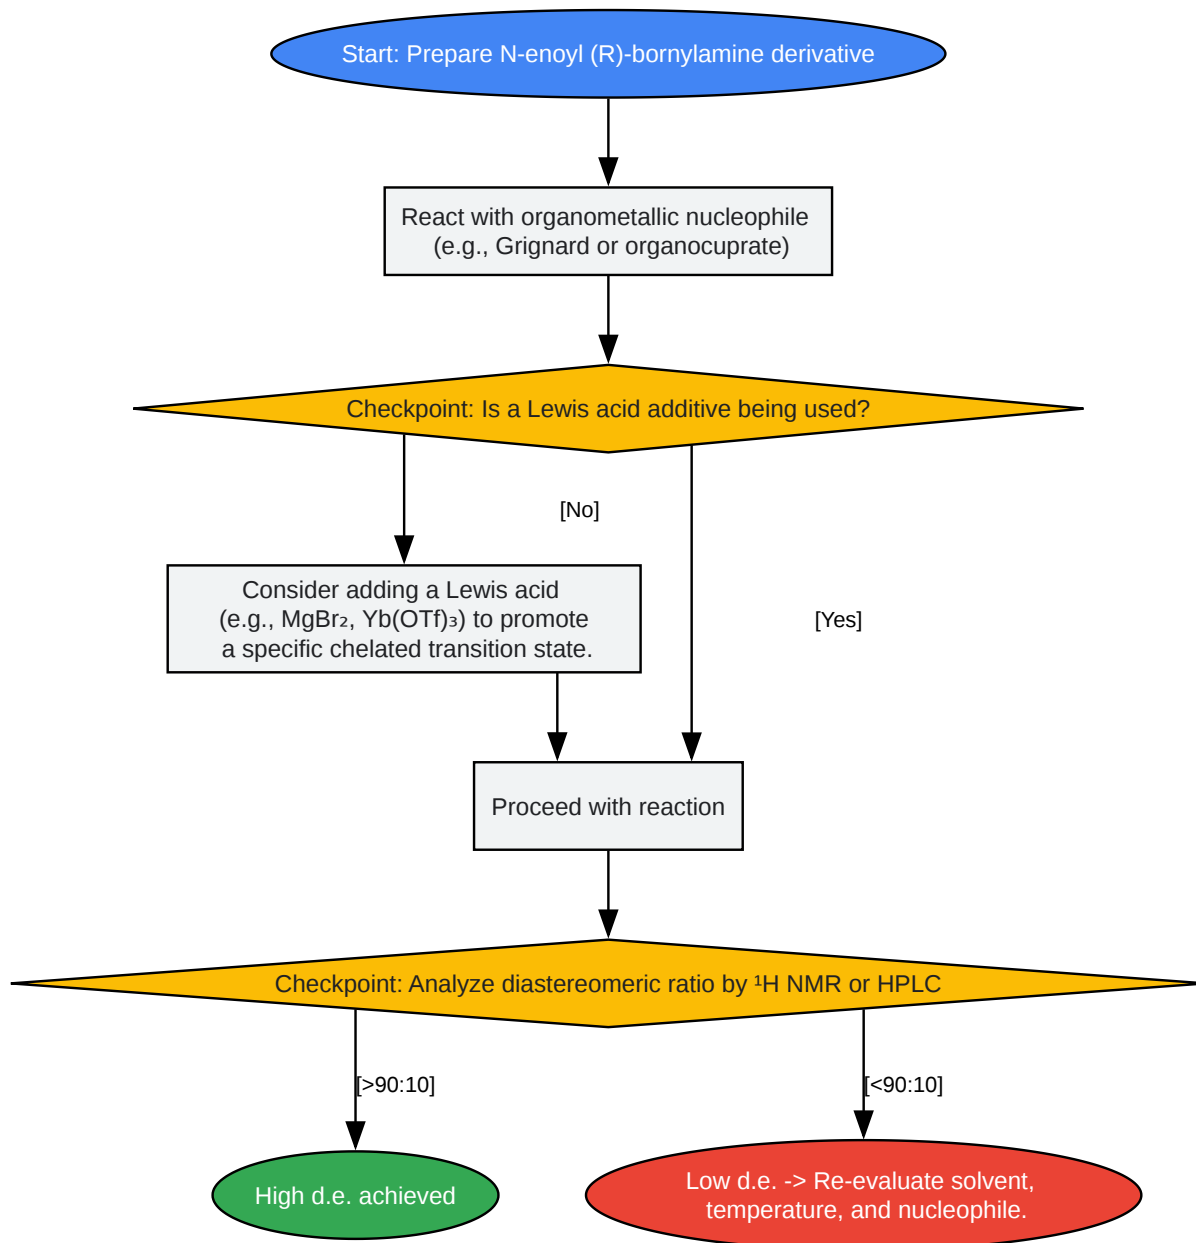 Start: Prepare N-enoyl (R)-bornylamine derivative
React with organometallic nucleophile
(e.g., Grignard or organocuprate)
Checkpoint: Is a Lewis acid additive being used?
[No]
Consider adding a Lewis acid
(e.g., MgBr₂, Yb(OTf)₃) to promote
a specific chelated transition state.
[Yes]
Proceed with reaction
Checkpoint: Analyze diastereomeric ratio by ¹H NMR or HPLC
[>90:10]
[<90:10]
High d.e. achieved
Low d.e. -> Re-evaluate solvent,
temperature, and nucleophile.